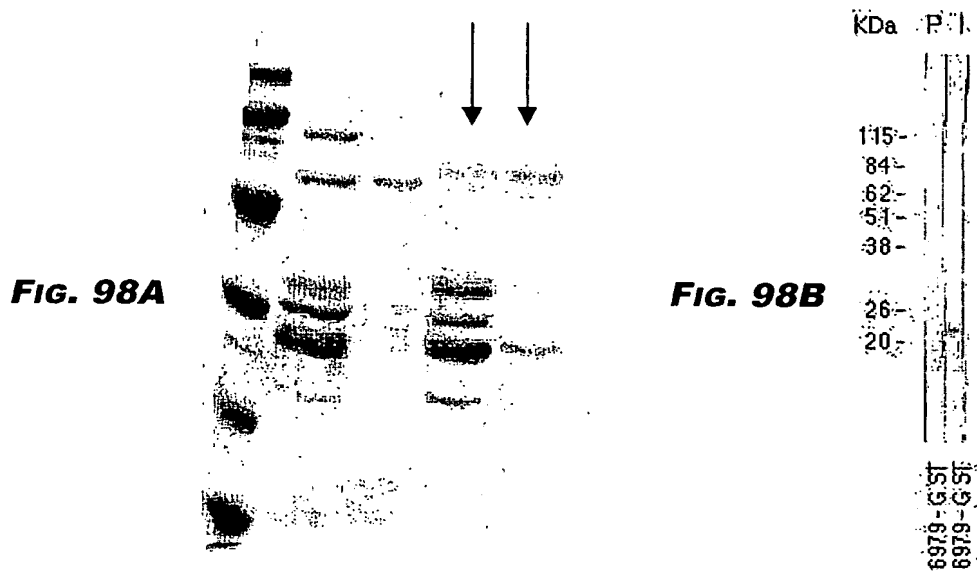 FIG. 98A
FIG. 98B
KDa P I
115-
84-
62-
51-
38-
26-
20-
6979-GST
6979-GST